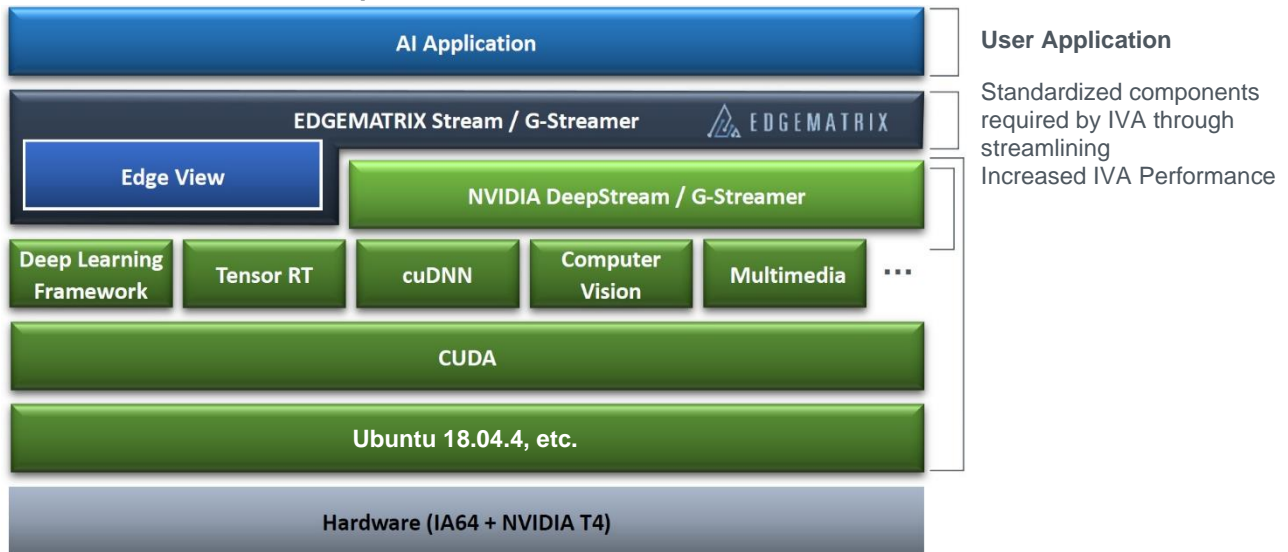 AI Application
User Application
EDGEMATRIX Stream / G-Streamer
EDGEMATRIX
Standardized components
required by IVA through
streamlining
Increased IVA Performance
Edge View
NVIDIA DeepStream / G-Streamer
Deep Learning
Framework
Tensor RT
cuDNN
Computer
Vision
Multimedia
...
CUDA
Ubuntu 18.04.4, etc.
Hardware (IA64 + NVIDIA T4)